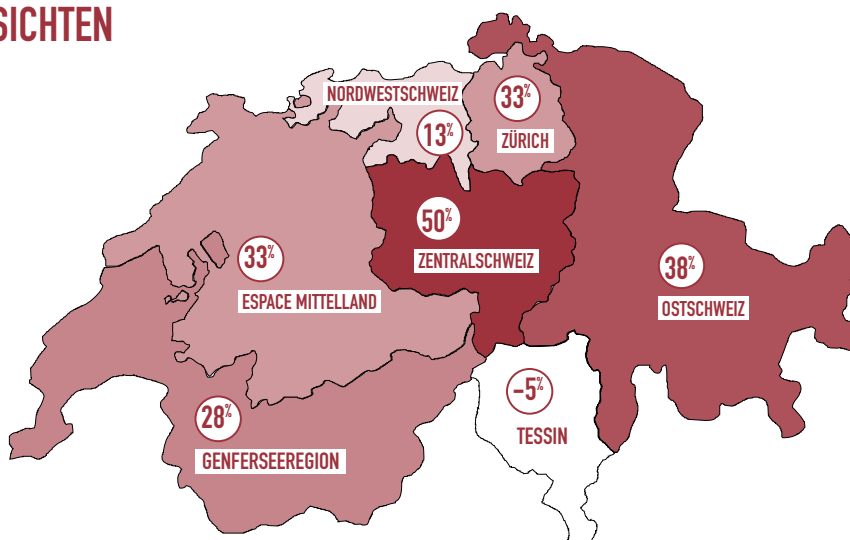 SICHTEN
NORDWESTSCHWEIZ
13%
33%
ZÜRICH
50%
ZENTRALSCHWEIZ
33%
ESPACE MITTELLAND
38%
OSTSCHWEIZ
-5%
TESSIN
28%
GENFERSEEREGION